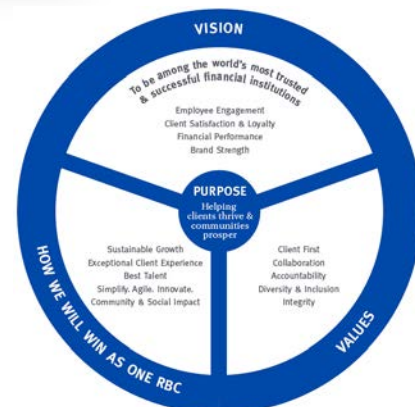 VISION
To be among the world's most trusted
& successful financial institutions
Employee Engagement
Client Satisfaction & Loyalty
Financial Performance
Brand Strength
PURPOSE
Helping
clients thrive &
communities
prosper
Sustainable Growth
Exceptional Client Experience
Best Talent
Simplify. Agile. Innovate.
Community & Social Impact
HOW WE WILL WIN AS ONE RBC
Client First
Collaboration
Accountability
Diversity & Inclusion
Integrity
VALUES